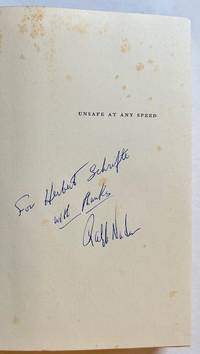 UNSAFE AT ANY SPEED
For Herbert Schrifte
with thanks
Ralph Nader